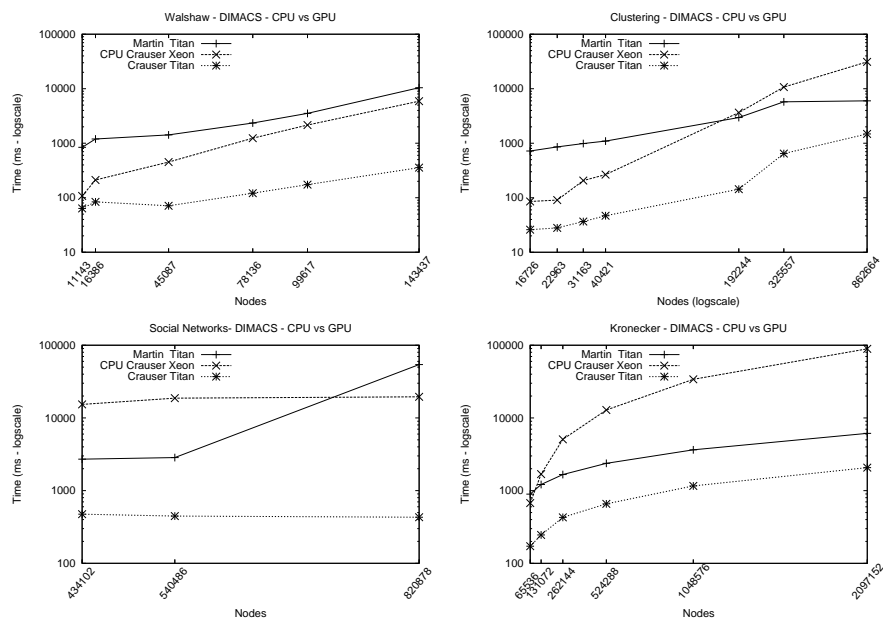 Walshaw - DIMACS - CPU vs GPU
Time (ms - logscale)
100000
10000
1000
100
10
Martin Titan
CPU Crauser Xeon
Crauser Titan
11143
16386
45087
78136
99617
143437
Nodes
Clustering - DIMACS - CPU vs GPU
Time (ms - logscale)
100000
10000
1000
100
10
Martin Titan
CPU Crauser Xeon
Crauser Titan
16726
22963
31163
40421
192244
325557
862664
Nodes (logscale)
Social Networks- DIMACS - CPU vs GPU
Time (ms - logscale)
100000
10000
1000
100
Martin Titan
CPU Crauser Xeon
Crauser Titan
434102
540486
820878
Nodes
Kronecker - DIMACS - CPU vs GPU
Time (ms - logscale)
100000
10000
1000
100
Martin Titan
CPU Crauser Xeon
Crauser Titan
65536
131072
262144
524288
1048576
2097152
Nodes